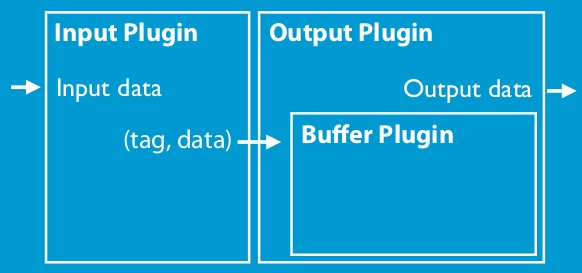 Input Plugin
Input data
(tag, data)
Output Plugin
Output data
Buffer Plugin